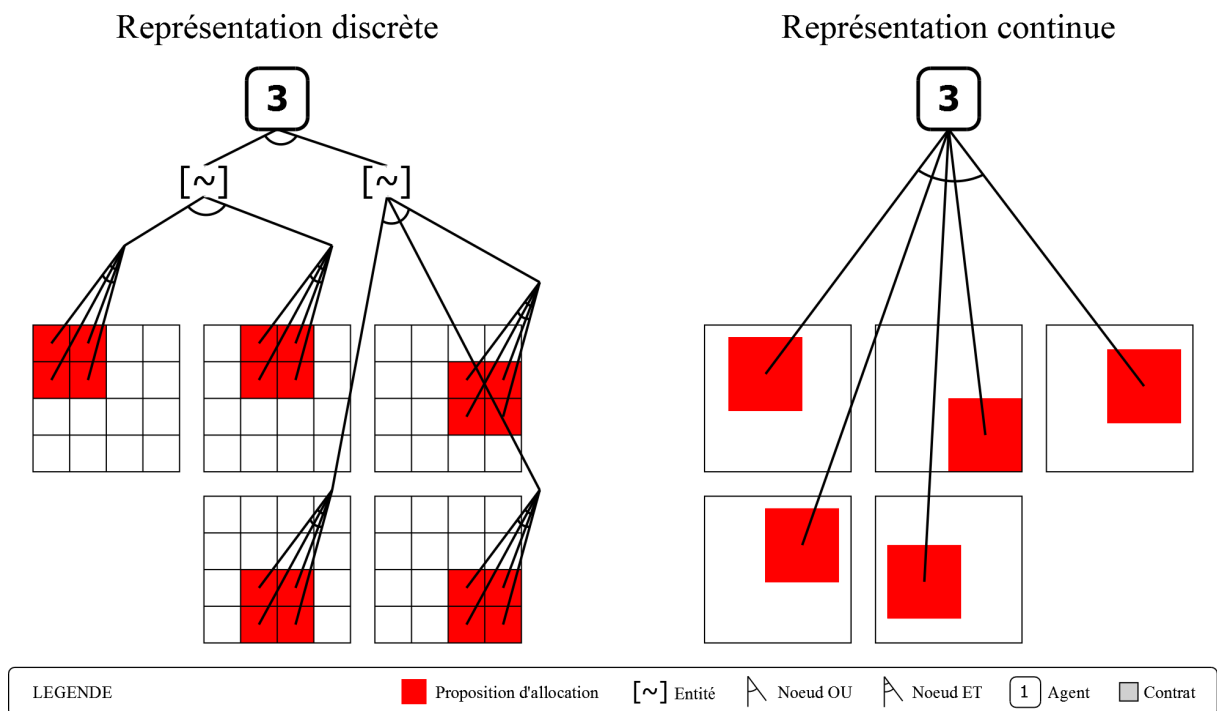 Représentation discrète
Représentation continue
3
3
[~]
[~]
LEGENDE
Proposition d'allocation
[~] Entité
Noeud OU
Noeud ET
1 Agent
Contrat